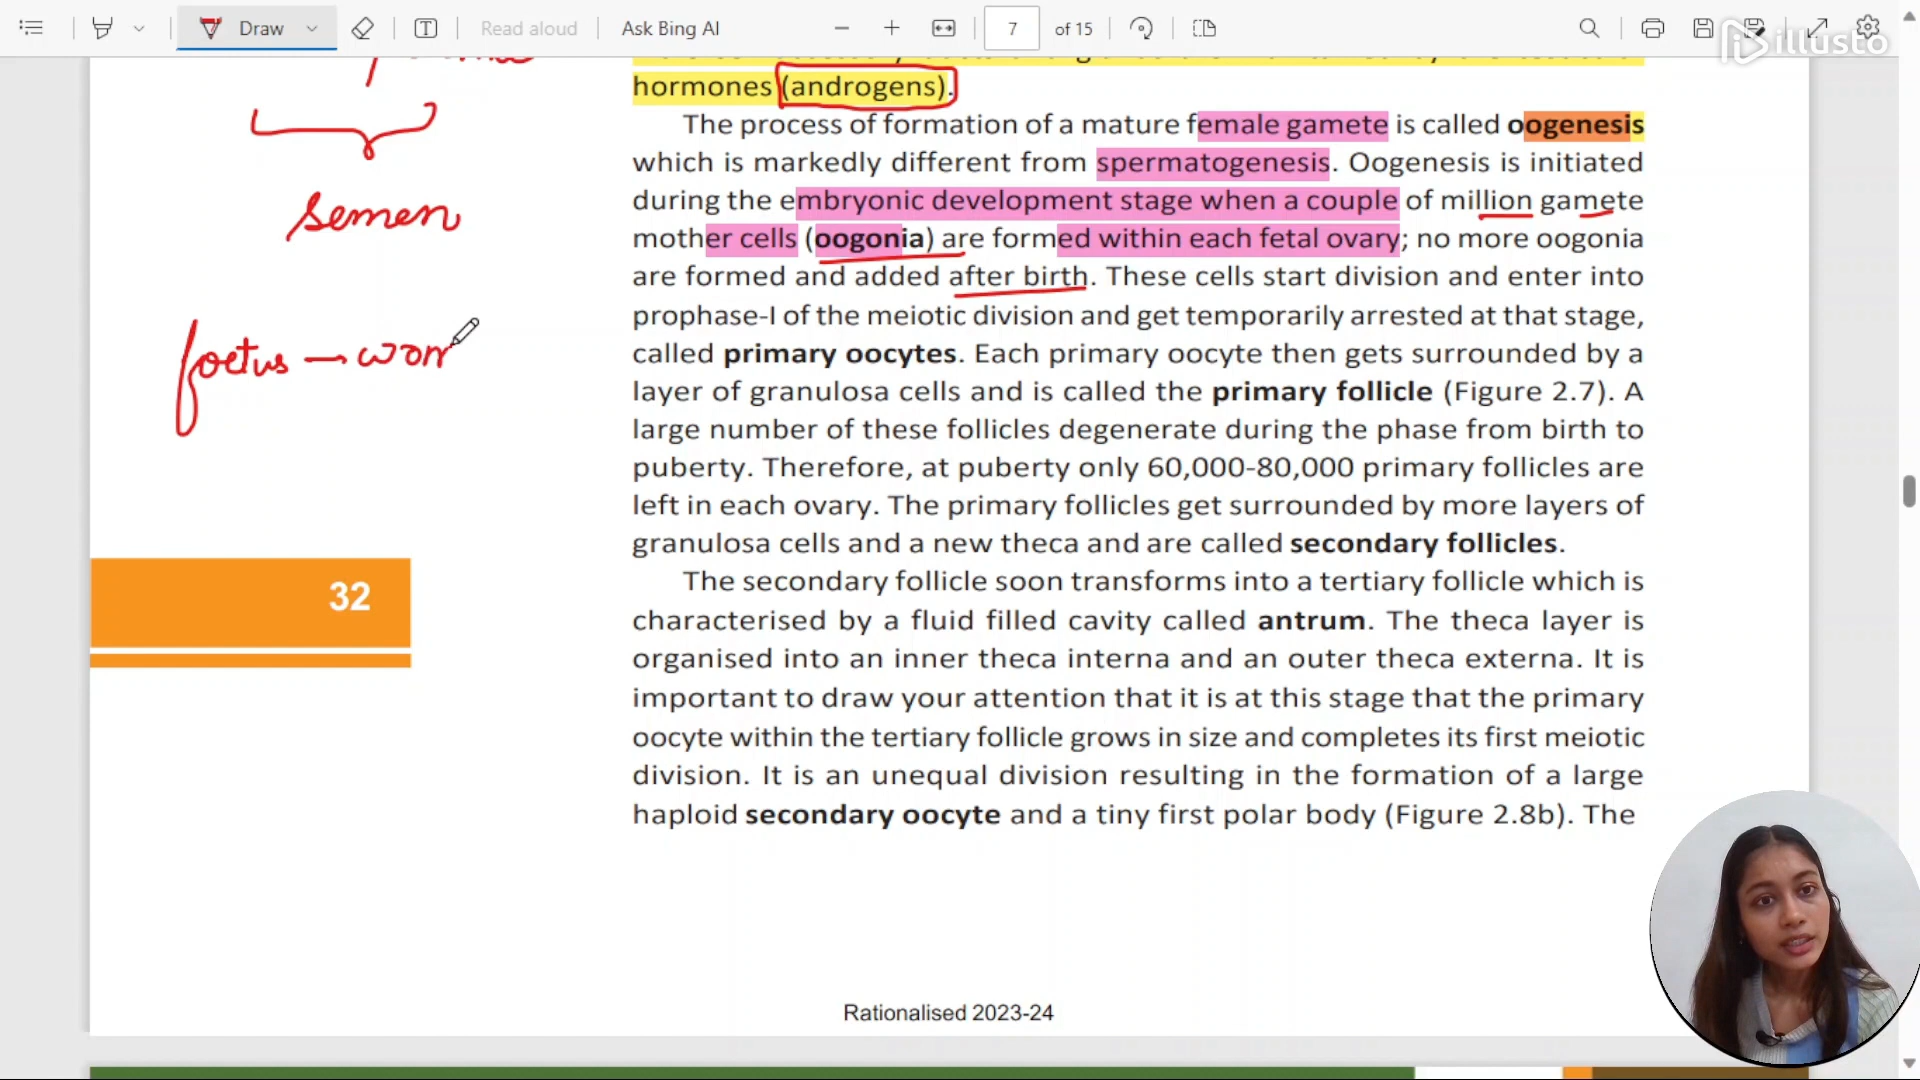 Draw
Read aloud
Ask Bing AI
7
of 15
illusto
hormones (androgens).
The process of formation of a mature female gamete is called oogenesis
which is markedly different from spermatogenesis. Oogenesis is initiated
during the embryonic development stage when a couple of million gamete
mother cells (oogonia) are formed within each fetal ovary; no more oogonia
are formed and added after birth. These cells start division and enter into
prophase-I of the meiotic division and get temporarily arrested at that stage,
called primary oocytes. Each primary oocyte then gets surrounded by a
layer of granulosa cells and is called the primary follicle (Figure 2.7). A
large number of these follicles degenerate during the phase from birth to
puberty. Therefore, at puberty only 60,000-80,000 primary follicles are
left in each ovary. The primary follicles get surrounded by more layers of
granulosa cells and a new theca and are called secondary follicles.
The secondary follicle soon transforms into a tertiary follicle which is
characterised by a fluid filled cavity called antrum. The theca layer is
organised into an inner theca interna and an outer theca externa. It is
important to draw your attention that it is at this stage that the primary
oocyte within the tertiary follicle grows in size and completes its first meiotic
division. It is an unequal division resulting in the formation of a large
haploid secondary oocyte and a tiny first polar body (Figure 2.8b). The
semen
foetus → wom
32
Rationalised 2023-24